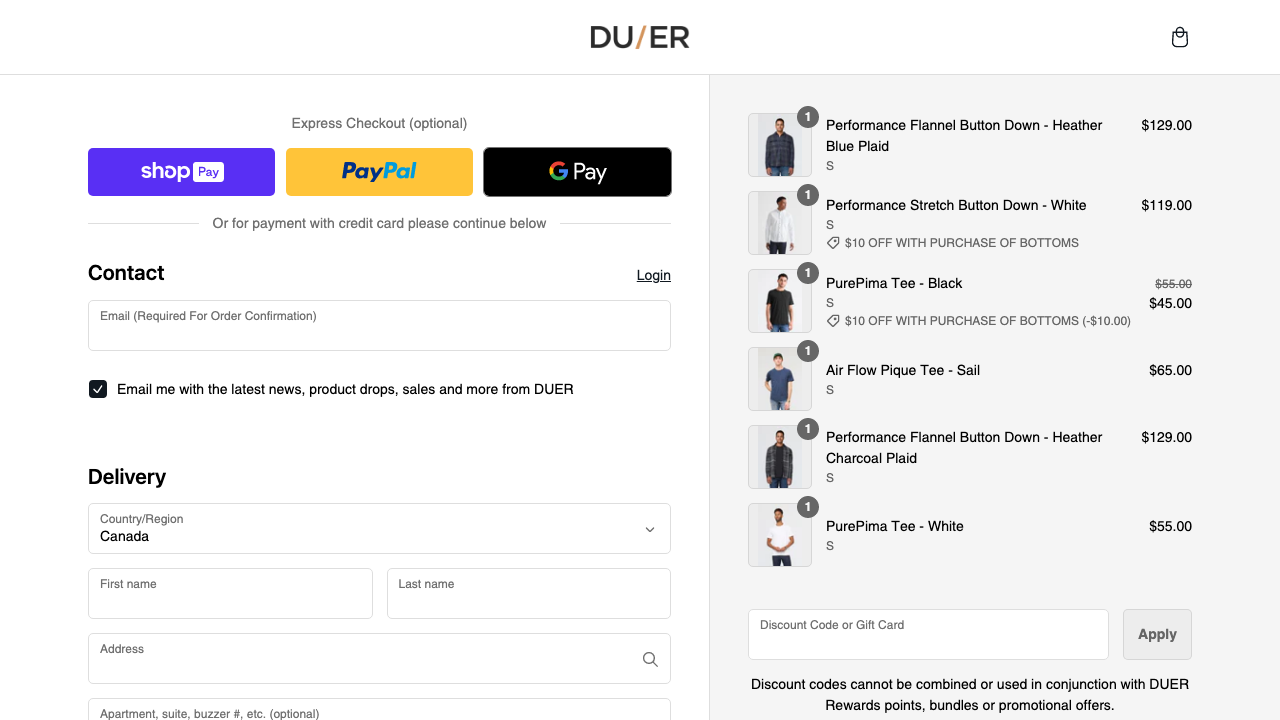 DU/ER
Express Checkout (optional)
shop Pay
PayPal
G Pay
Or for payment with credit card please continue below
Contact
Login
Email (Required For Order Confirmation)
Email me with the latest news, product drops, sales and more from DUER
Delivery
Country/Region
Canada
First name
Last name
Address
Apartment, suite, buzzer #, etc. (optional)
1
Performance Flannel Button Down - Heather
Blue Plaid
S
$129.00
1
Performance Stretch Button Down - White
S
$10 OFF WITH PURCHASE OF BOTTOMS
$119.00
1
PurePima Tee - Black
S
$10 OFF WITH PURCHASE OF BOTTOMS (-$10.00)
$55.00
$45.00
1
Air Flow Pique Tee - Sail
S
$65.00
1
Performance Flannel Button Down - Heather
Charcoal Plaid
S
$129.00
1
PurePima Tee - White
S
$55.00
Discount Code or Gift Card
Apply
Discount codes cannot be combined or used in conjunction with DUER
Rewards points, bundles or promotional offers.